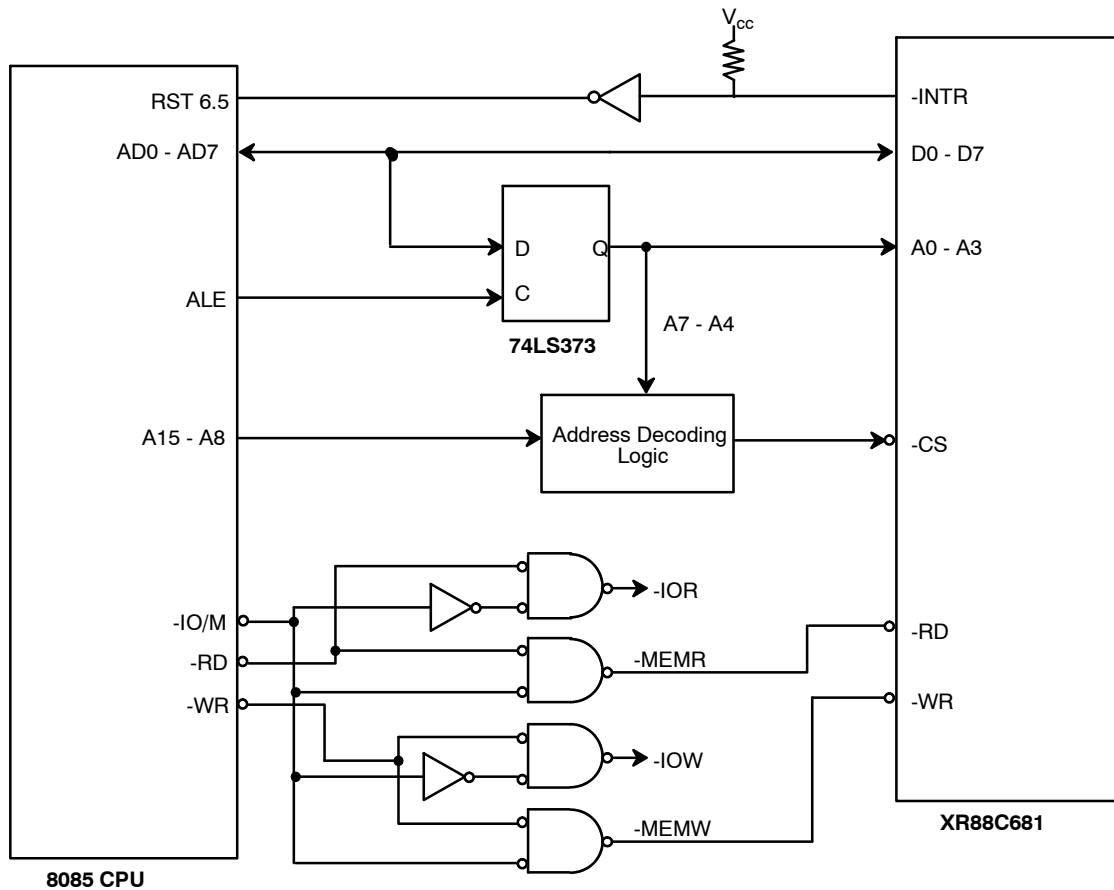 Vcc
RST 6.5
-INTR
AD0 - AD7
D0 - D7
D
Q
A0 - A3
ALE
C
A7 - A4
74LS373
A15 - A8
Address Decoding
Logic
-CS
-IOR
-IO/M
-RD
-RD
-MEMR
-WR
-WR
-IOW
-MEMW
XR88C681
8085 CPU